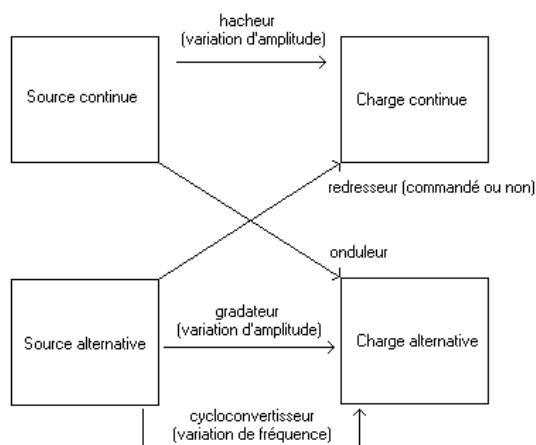 hacheur
(variation d'amplitude)
Source continue
Charge continue
redresseur (commandé ou non)
onduleur
gradateur
(variation d'amplitude)
Source alternative
Charge alternative
cycloconvertisseur
(variation de fréquence)